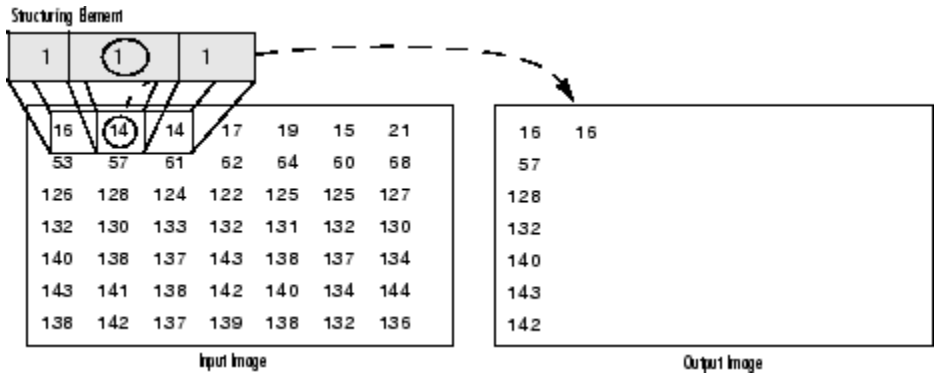 Structuring Element
1 1 1
16 14 14 17 19 15 21
53 57 61 62 64 60 68
126 128 124 122 125 125 127
132 130 133 132 131 132 130
140 138 137 143 138 137 134
143 141 138 142 140 134 144
138 142 137 139 138 132 136
Input Image
16 16
57
128
132
140
143
142
Output Image